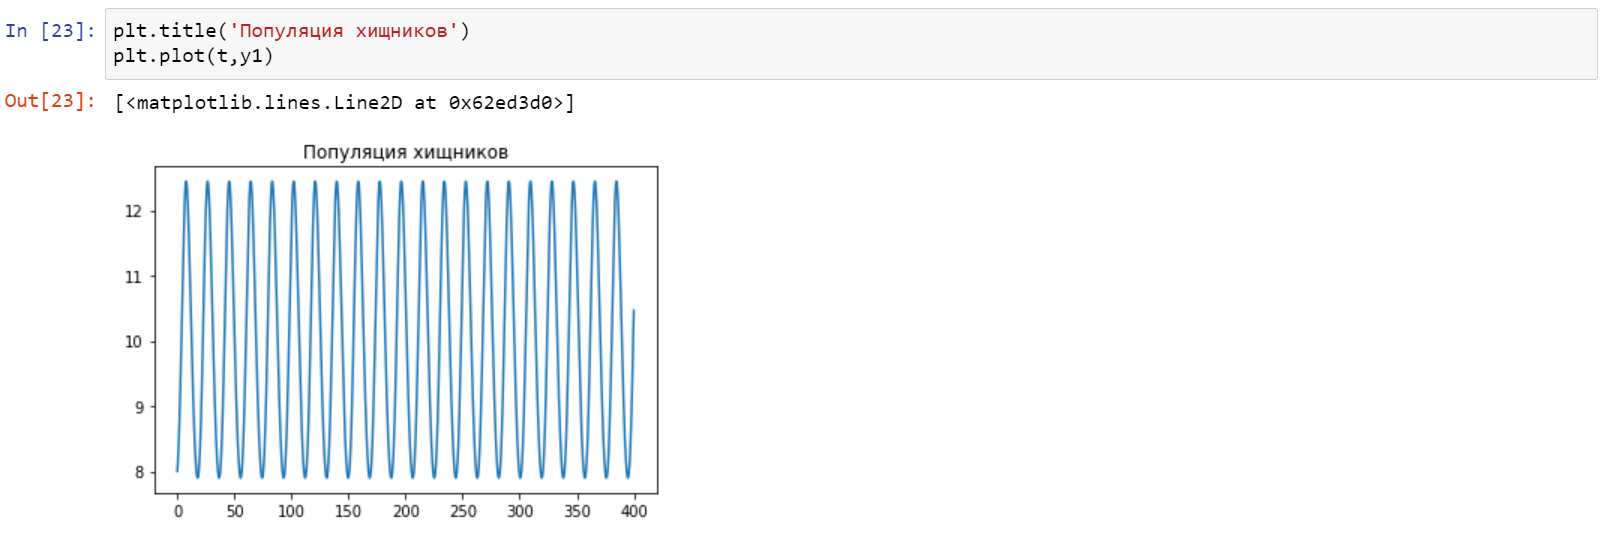 In [23]: plt.title('Популяция хищников')
plt.plot(t,y1)
Out[23]: [<matplotlib.lines.Line2D at 0x62ed3d0>]
Популяция хищников
12
11
10
9
8
0 50 100 150 200 250 300 350 400